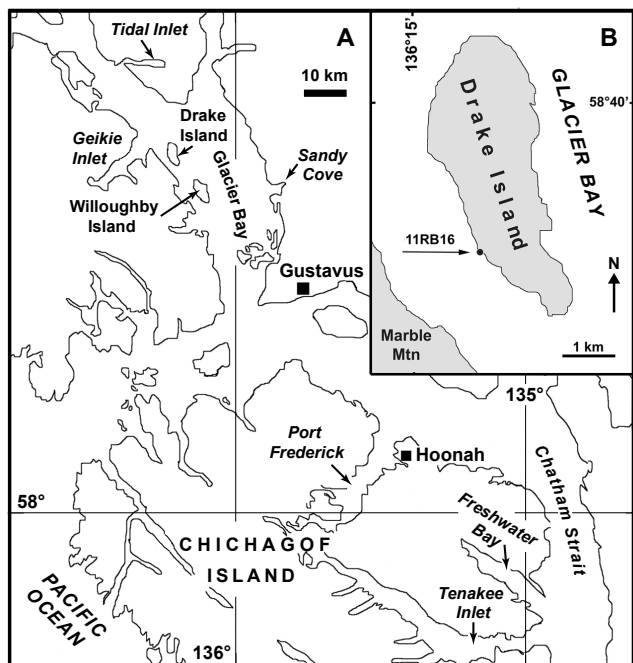 Tidal Inlet
A
10 km
Drake
Island
Geikie
Inlet
Sandy
Cove
Glacier Bay
Willoughby
Island
Gustavus
136°15'
B
58°40'
Drake Island
GLACIER BAY
11RB16
N
Marble
Mtn
1 km
135°
Port
Frederick
Hoonah
Chatham Strait
58°
Freshwater
Bay
CHICHAGOF
ISLAND
Tenakee
Inlet
PACIFIC
OCEAN
136°